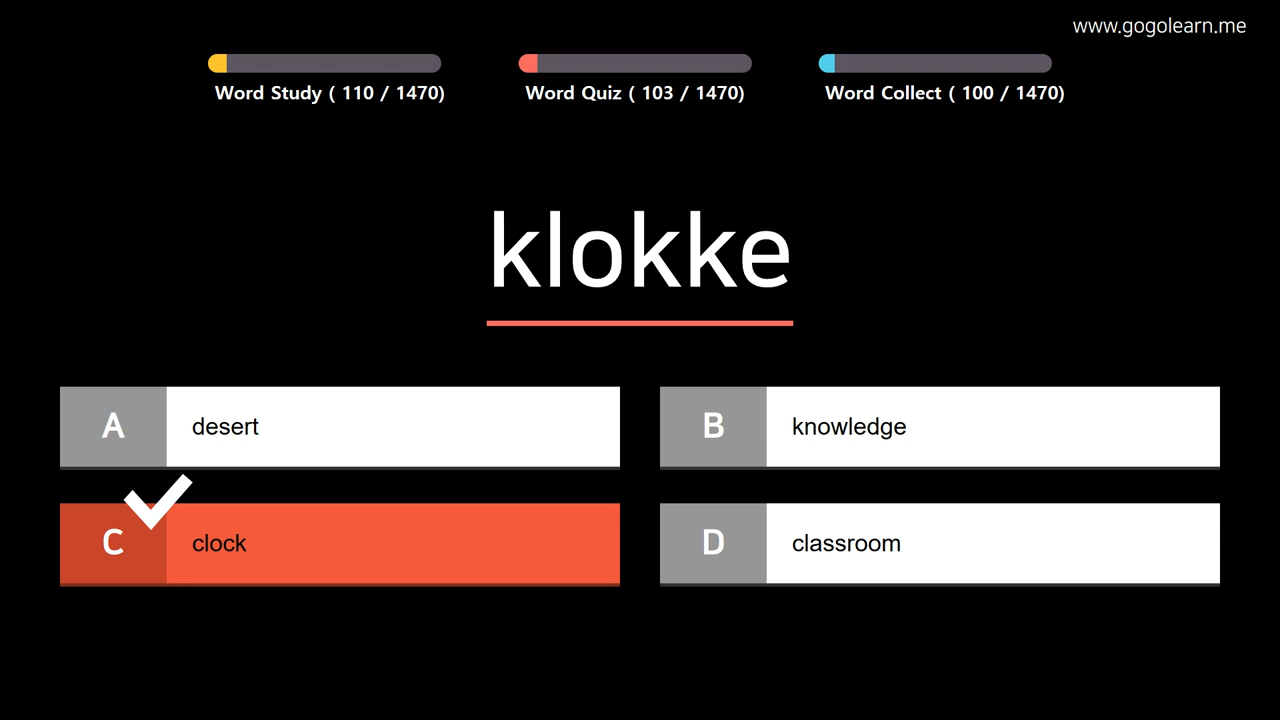 www.gogolearn.me
Word Study ( 110 / 1470)
Word Quiz ( 103 / 1470)
Word Collect ( 100 / 1470)
klokke
A desert
B knowledge
C clock
D classroom